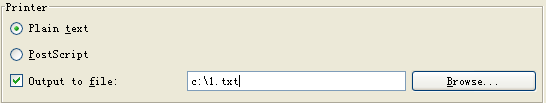 Printer
Plain text
PostScript
Output to file: c:\1.txt Browse...